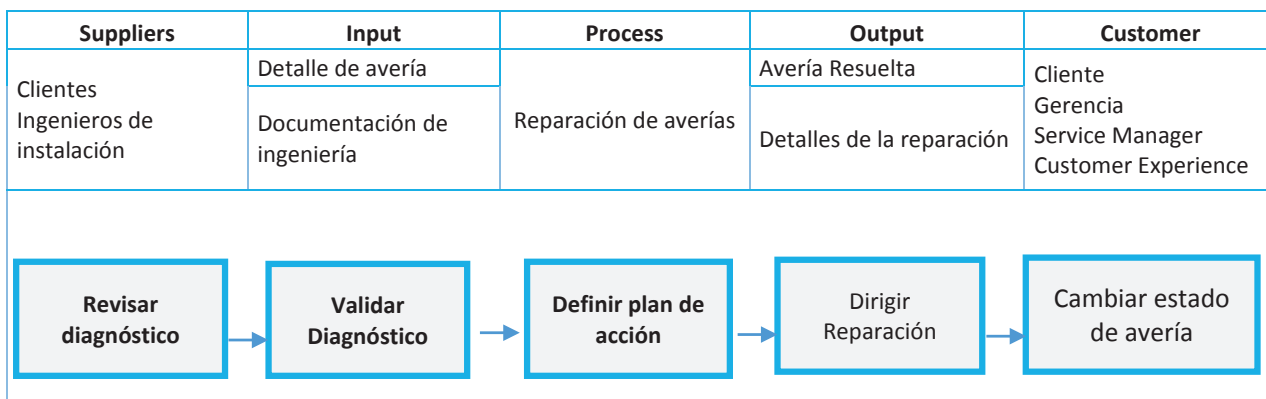 Suppliers
Input
Process
Output
Customer
Clientes
Ingenieros de
instalación
Detalle de avería
Documentación de
ingeniería
Reparación de averías
Avería Resuelta
Detalles de la reparación
Cliente
Gerencia
Service Manager
Customer Experience
Revisar
diagnóstico
Validar
Diagnóstico
Definir plan de
acción
Dirigir
Reparación
Cambiar estado
de avería